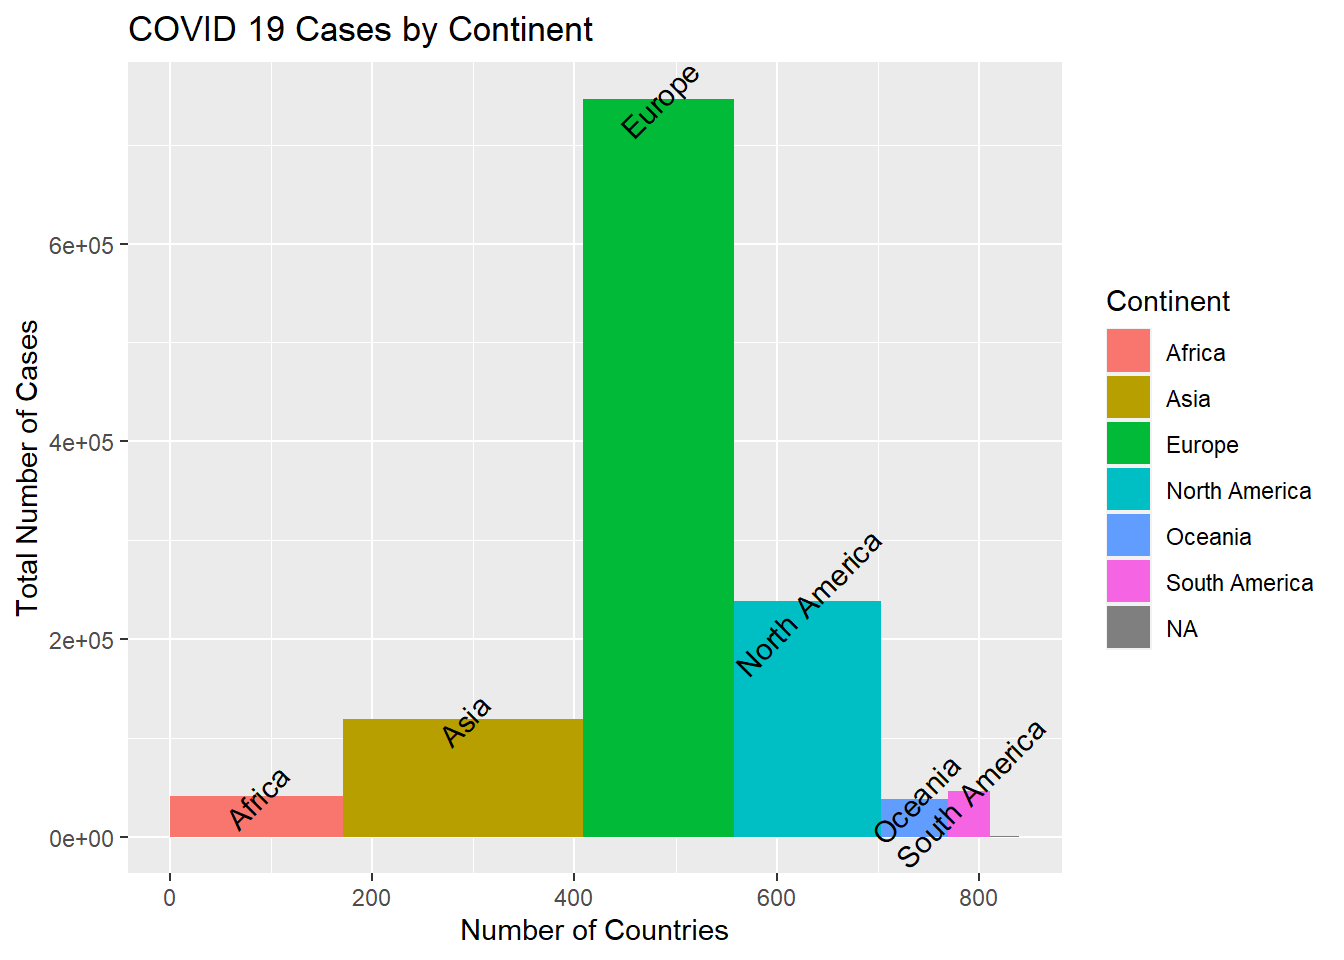 COVID 19 Cases by Continent
Total Number of Cases
6e+05
4e+05
2e+05
0e+00
Europe
North America
Asia
Africa
Oceania
South America
0
200
400
600
800
Number of Countries
Continent
Africa
Asia
Europe
North America
Oceania
South America
NA